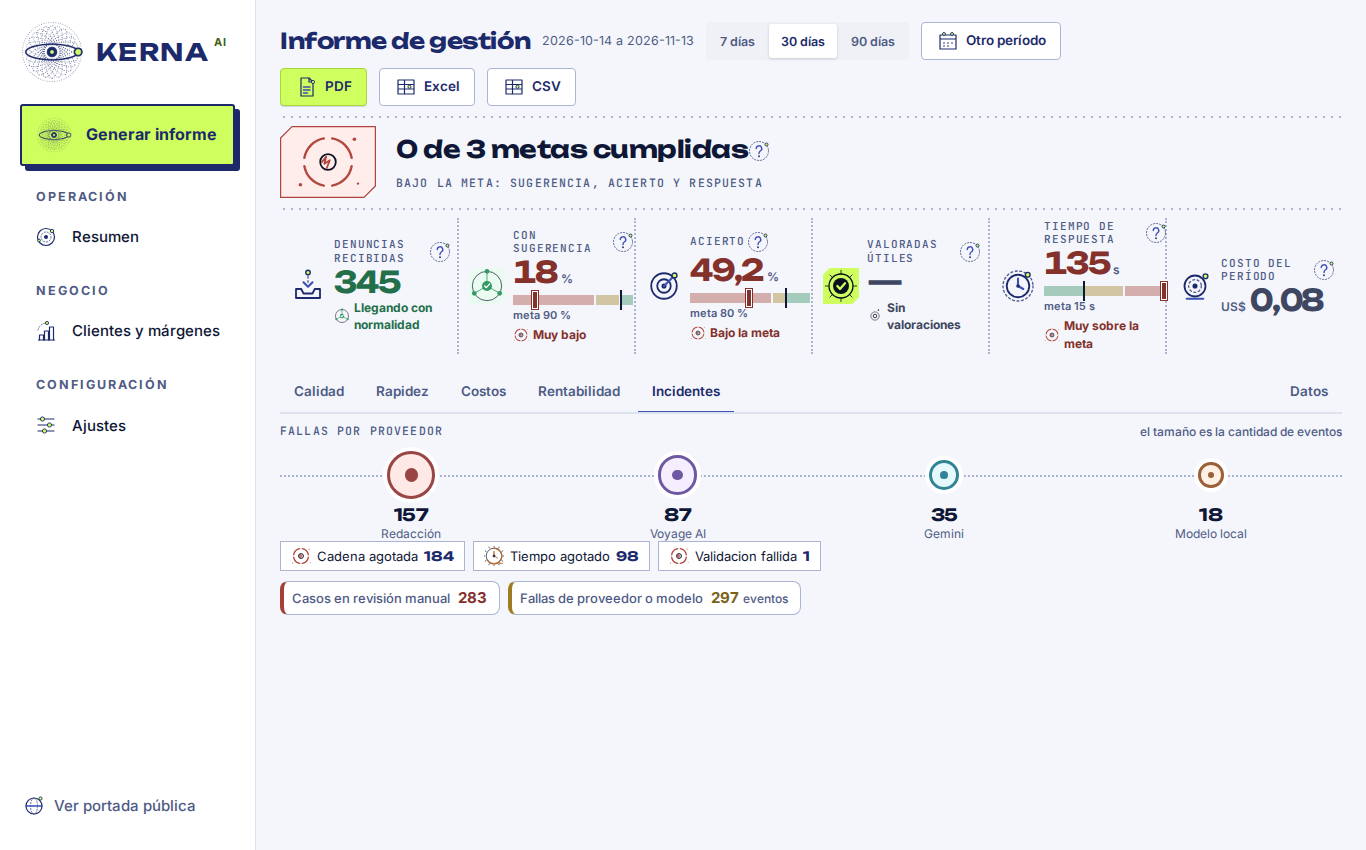 KERNA AI
Generar informe
OPERACIÓN
Resumen
NEGOCIO
Clientes y márgenes
CONFIGURACIÓN
Ajustes
Ver portada pública
Informe de gestión 2026-10-14 a 2026-11-13 7 días 30 días 90 días Otro período
PDF Excel CSV
0 de 3 metas cumplidas ?
BAJO LA META: SUGERENCIA, ACIERTO Y RESPUESTA
DENUNCIAS
RECIBIDAS ?
345
Llegando con
normalidad
CON
SUGERENCIA ?
18 %
meta 90 %
Muy bajo
ACIERTO ?
49,2 %
meta 80 %
Bajo la meta
VALORADAS
ÚTILES ?
—
Sin
valoraciones
TIEMPO DE
RESPUESTA ?
135 s
meta 15 s
Muy sobre la
meta
COSTO DEL
PERÍODO ?
US$ 0,08
Calidad Rapidez Costos Rentabilidad Incidentes Datos
FALLAS POR PROVEEDOR el tamaño es la cantidad de eventos
157 87 35 18
Redacción Voyage AI Gemini Modelo local
Cadena agotada 184 Tiempo agotado 98 Validacion fallida 1
Casos en revisión manual 283 Fallas de proveedor o modelo 297 eventos